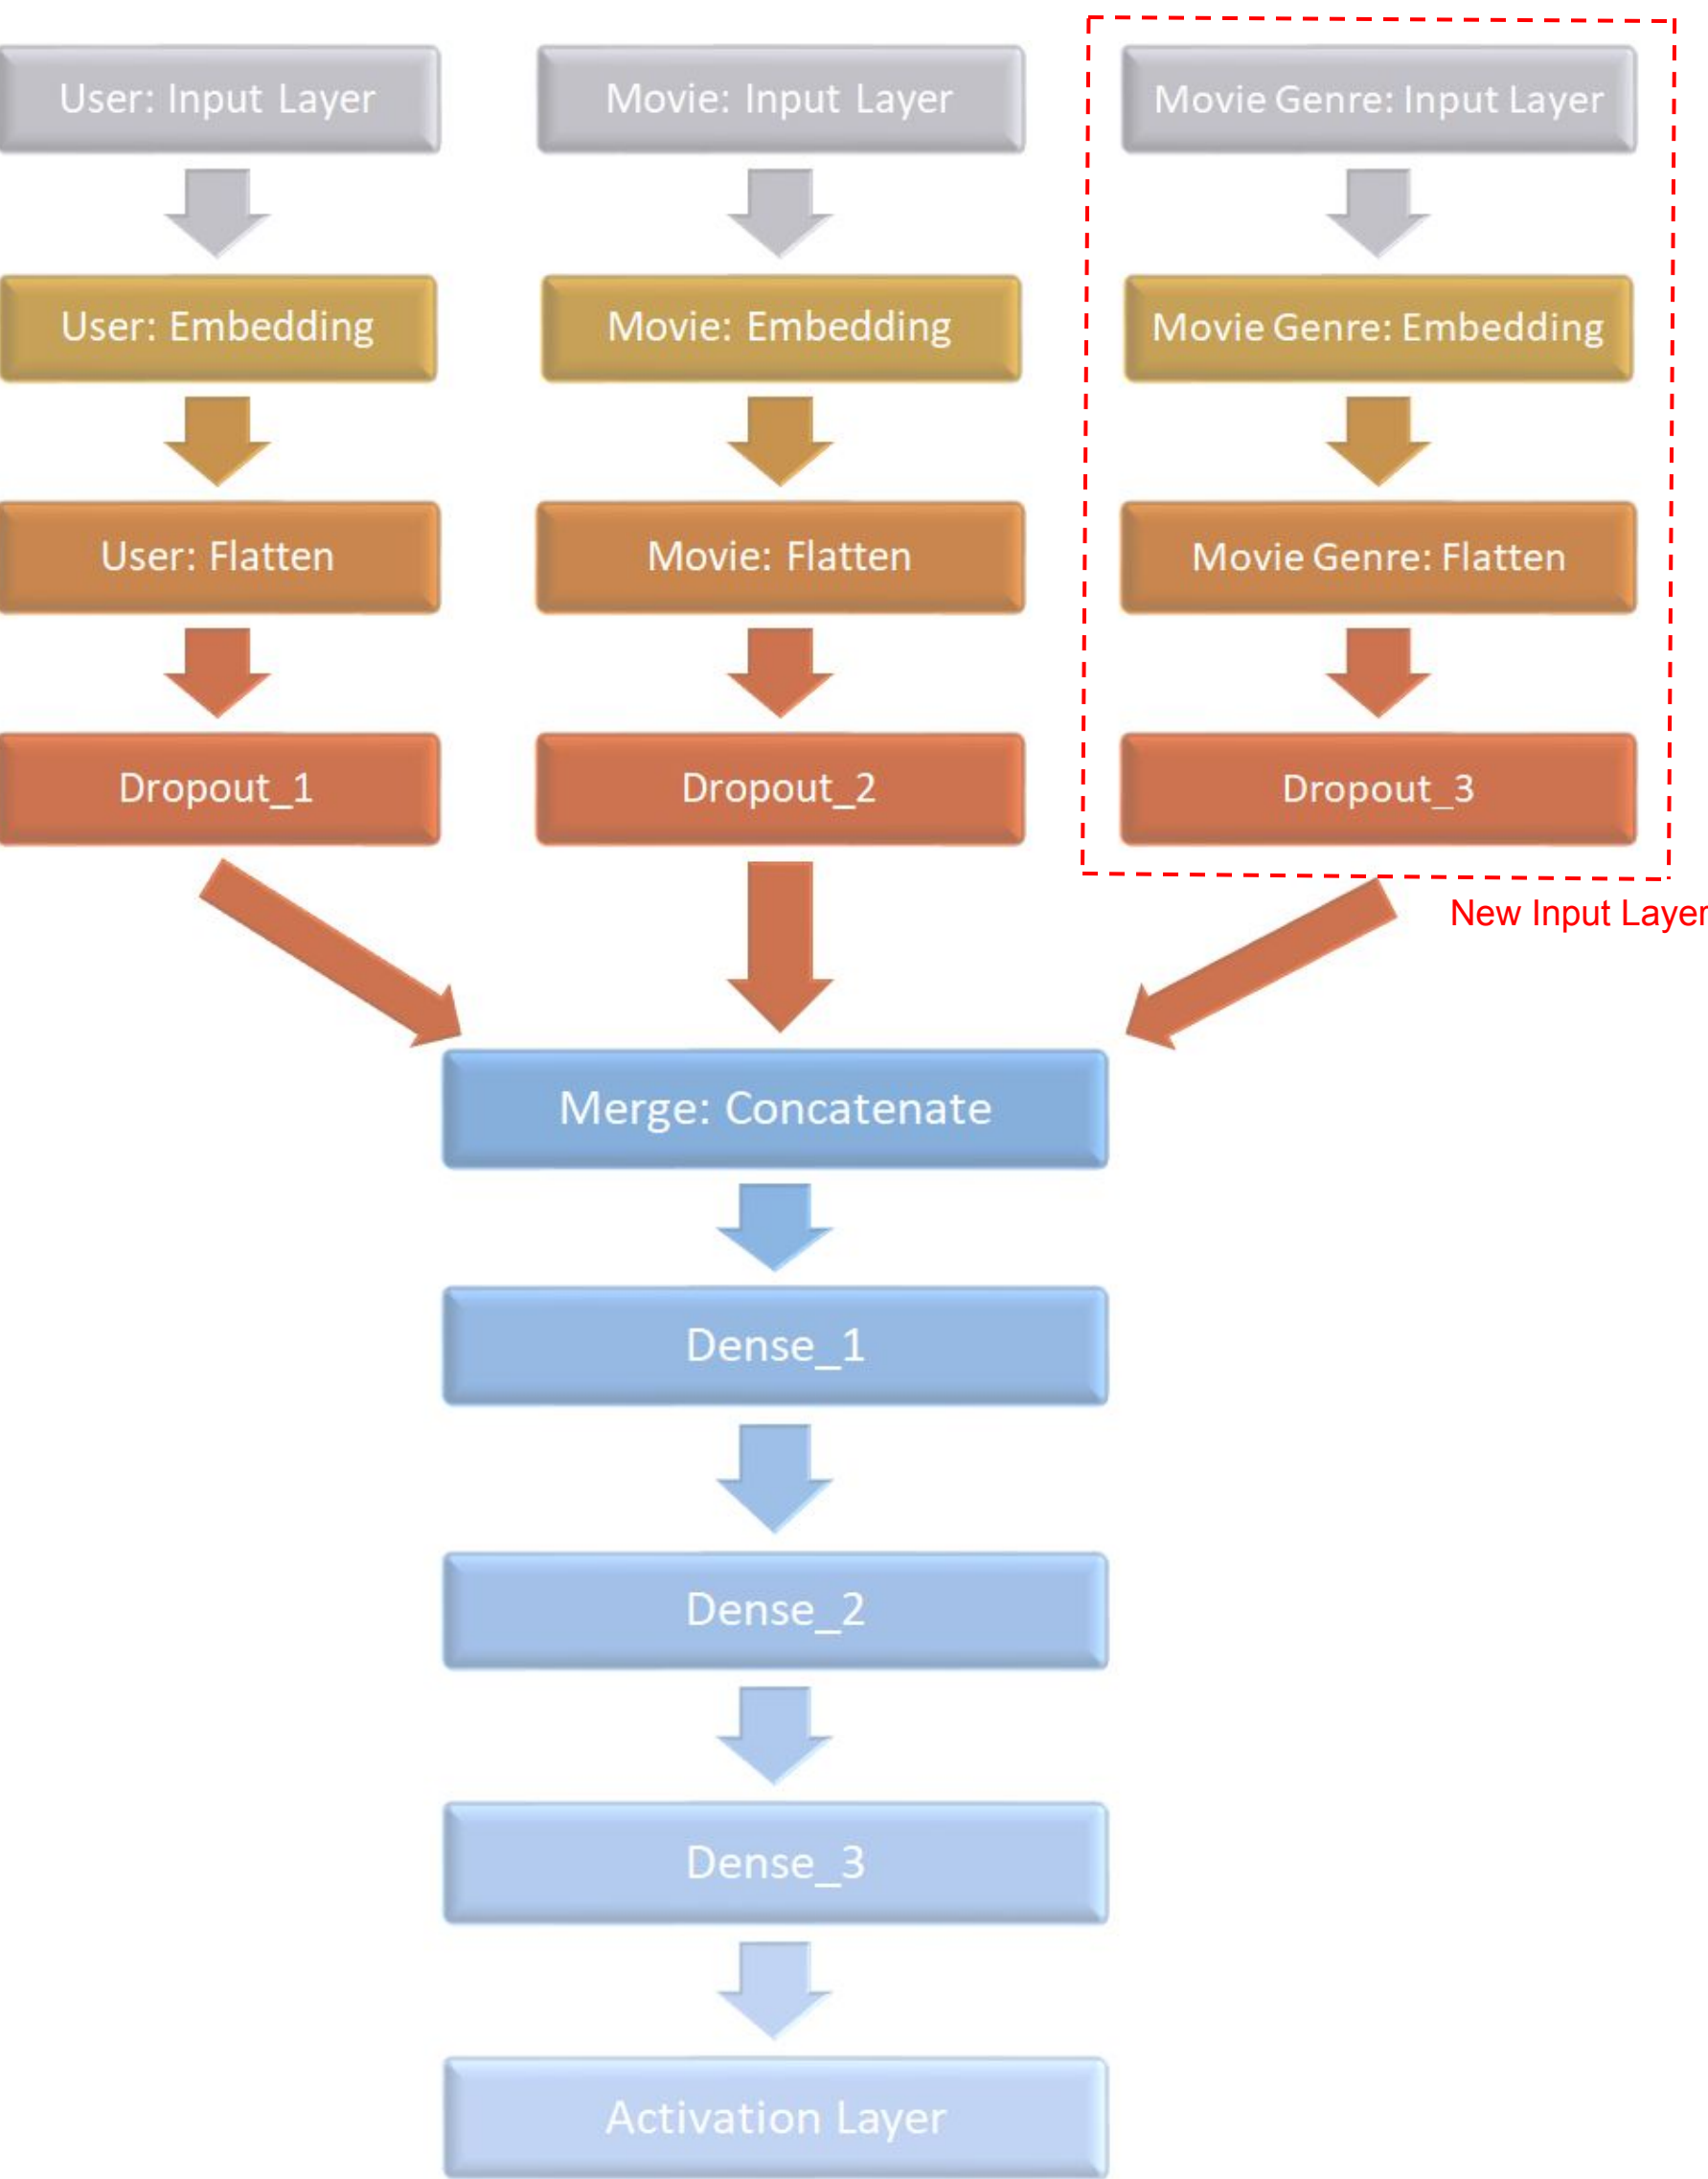 User: Input Layer
Movie: Input Layer
Movie Genre: Input Layer
User: Embedding
Movie: Embedding
Movie Genre: Embedding
User: Flatten
Movie: Flatten
Movie Genre: Flatten
Dropout_1
Dropout_2
Dropout_3
New Input Layer
Merge: Concatenate
Dense_1
Dense_2
Dense_3
Activation Layer